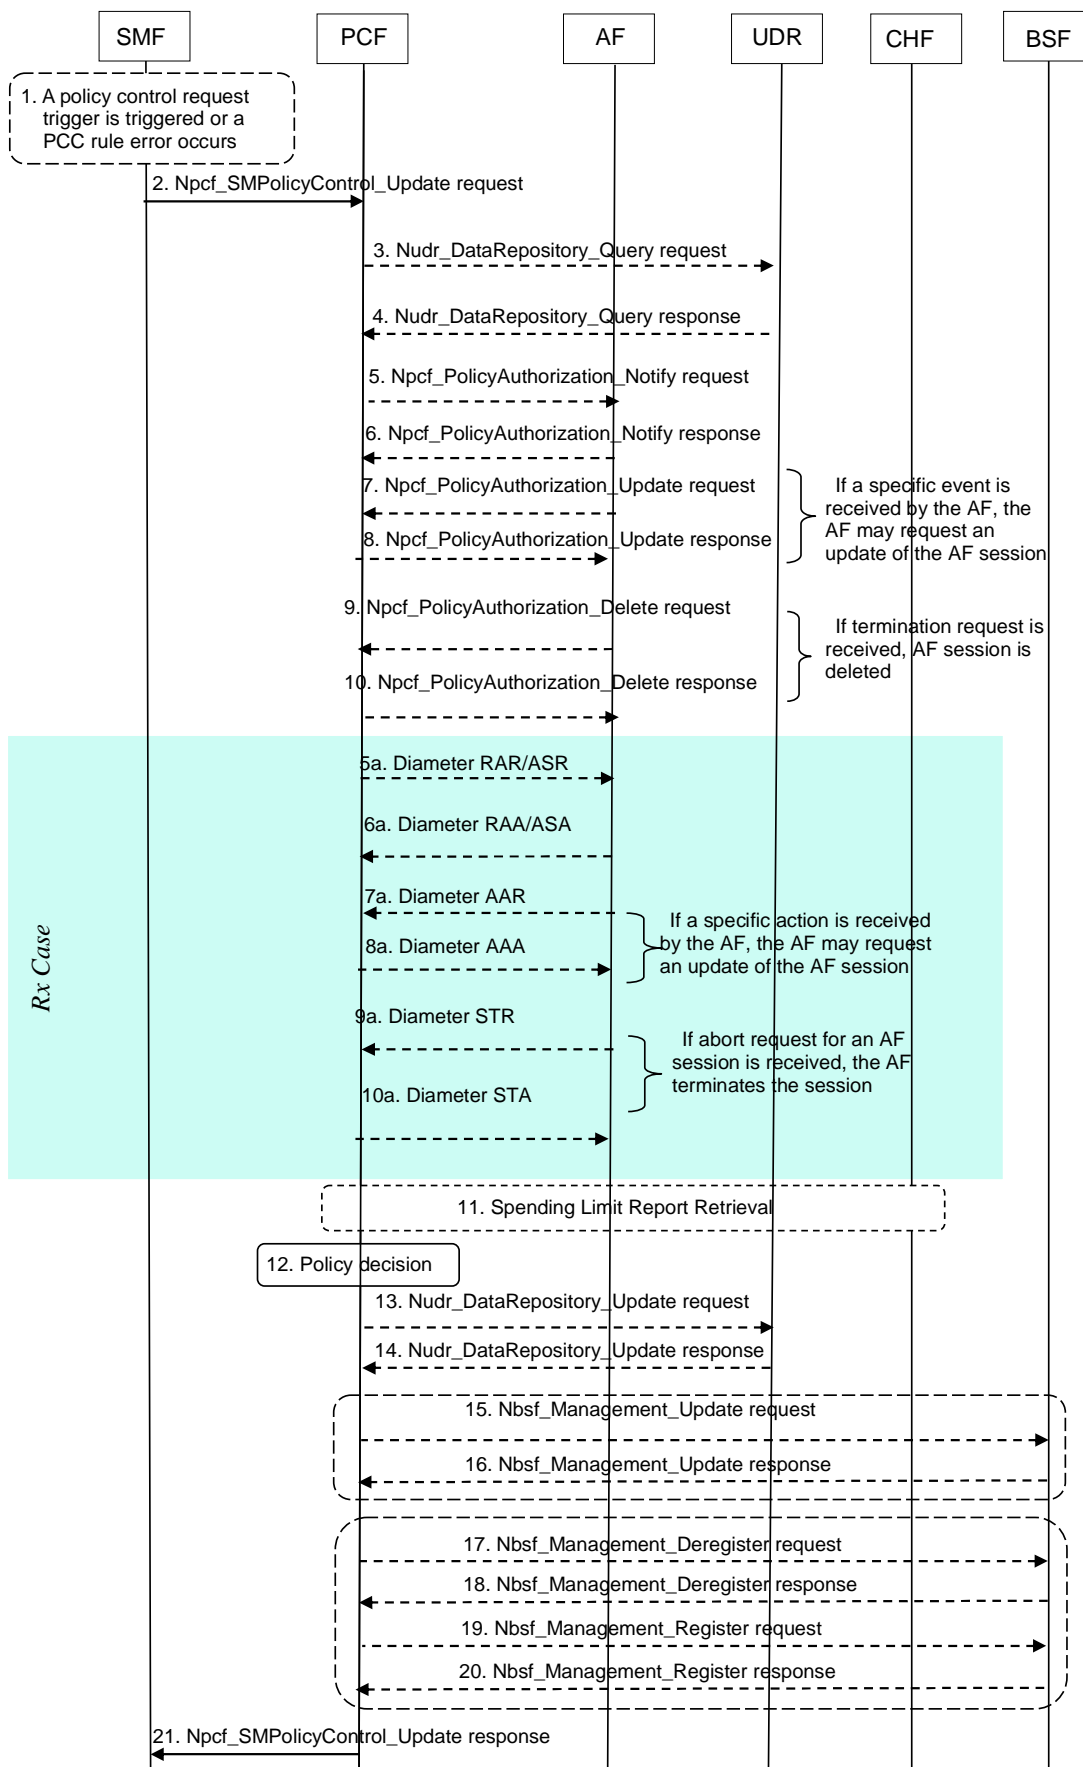 SMF PCF AF UDR CHF BSF
1. A policy control request
trigger is triggered or a
PCC rule error occurs
2. Npcf_SMPolicyControl_Update request
3. Nudr_DataRepository_Query request
4. Nudr_DataRepository_Query response
5. Npcf_PolicyAuthorization_Notify request
6. Npcf_PolicyAuthorization_Notify response
7. Npcf_PolicyAuthorization_Update request
8. Npcf_PolicyAuthorization_Update response
If a specific event is
received by the AF, the
AF may request an
update of the AF session
9. Npcf_PolicyAuthorization_Delete request
10. Npcf_PolicyAuthorization_Delete response
If termination request is
received, AF session is
deleted
Rx Case
5a. Diameter RAR/ASR
6a. Diameter RAA/ASA
7a. Diameter AAR
8a. Diameter AAA
If a specific action is received
by the AF, the AF may request
an update of the AF session
9a. Diameter STR
10a. Diameter STA
If abort request for an AF
session is received, the AF
terminates the session
11. Spending Limit Report Retrieval
12. Policy decision
13. Nudr_DataRepository_Update request
14. Nudr_DataRepository_Update response
15. Nbsf_Management_Update request
16. Nbsf_Management_Update response
17. Nbsf_Management_Deregister request
18. Nbsf_Management_Deregister response
19. Nbsf_Management_Register request
20. Nbsf_Management_Register response
21. Npcf_SMPolicyControl_Update response